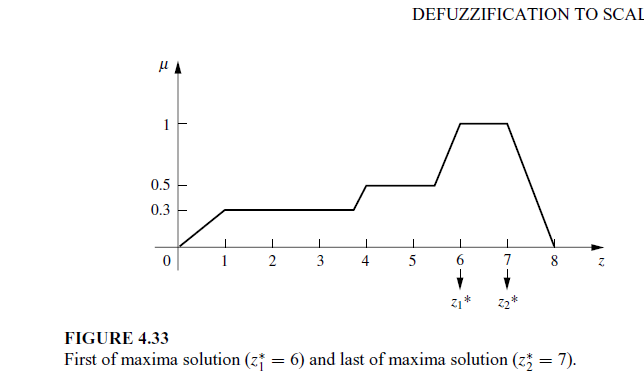 DEFUZZIFICATION TO SCAL
μ
1
0.5
0.3
0 1 2 3 4 5 6 7 8 z
z₁* z₂*
FIGURE 4.33
First of maxima solution (z₁* = 6) and last of maxima solution (z₂* = 7).